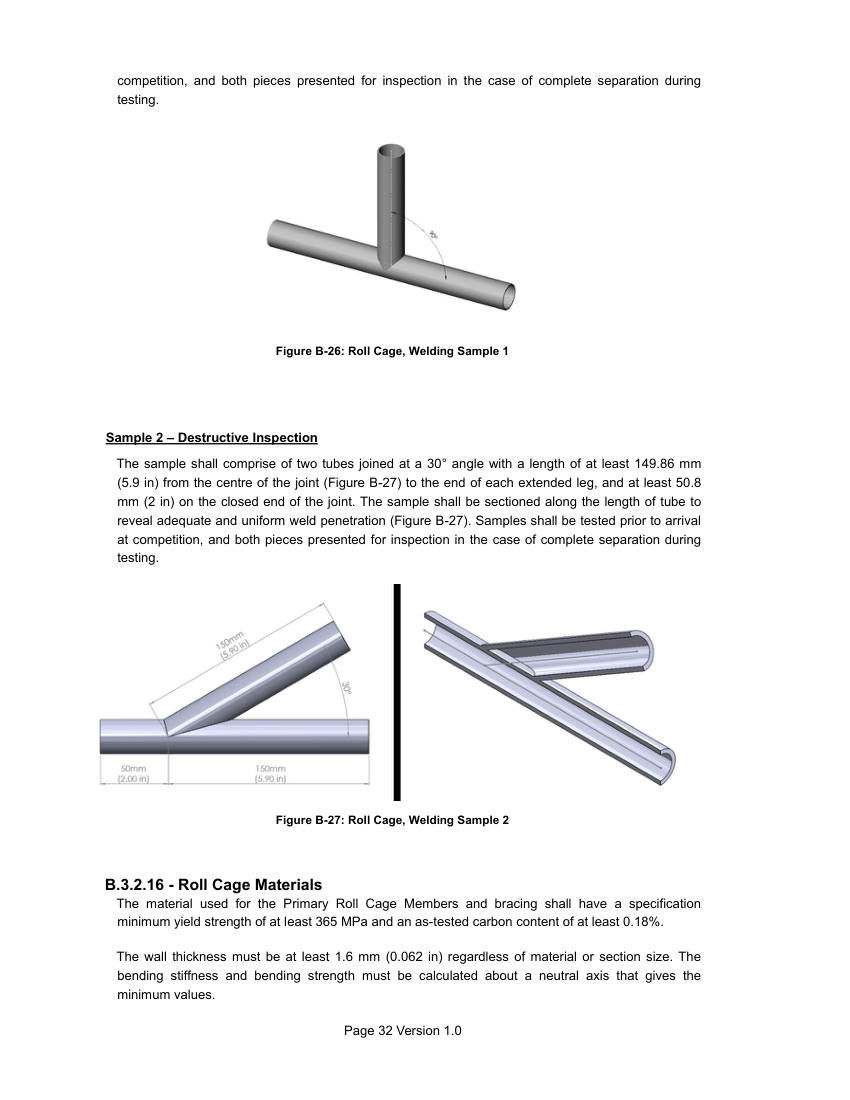 competition, and both pieces presented for inspection in the case of complete separation during
testing.
90°
Figure B-26: Roll Cage, Welding Sample 1
Sample 2 – Destructive Inspection
The sample shall comprise of two tubes joined at a 30° angle with a length of at least 149.86 mm
(5.9 in) from the centre of the joint (Figure B-27) to the end of each extended leg, and at least 50.8
mm (2 in) on the closed end of the joint. The sample shall be sectioned along the length of tube to
reveal adequate and uniform weld penetration (Figure B-27). Samples shall be tested prior to arrival
at competition, and both pieces presented for inspection in the case of complete separation during
testing.
150mm
(5.90 in)
30°
50mm
(2.00 in)
150mm
(5.90 in)
Figure B-27: Roll Cage, Welding Sample 2
B.3.2.16 - Roll Cage Materials
The material used for the Primary Roll Cage Members and bracing shall have a specification
minimum yield strength of at least 365 MPa and an as-tested carbon content of at least 0.18%.
The wall thickness must be at least 1.6 mm (0.062 in) regardless of material or section size. The
bending stiffness and bending strength must be calculated about a neutral axis that gives the
minimum values.
Page 32 Version 1.0